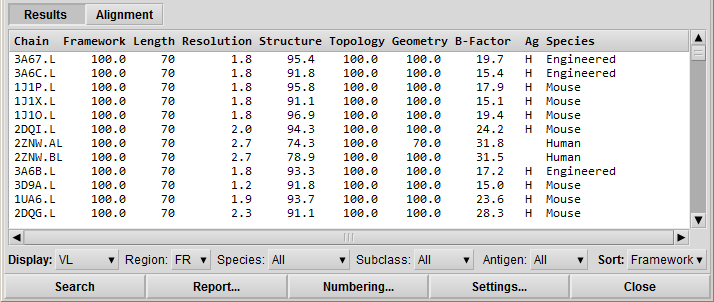 Results Alignment
Chain Framework Length Resolution Structure Topology Geometry B-Factor Ag Species
3A67.L 100.0 70 1.8 95.4 100.0 100.0 19.7 H Engineered
3A6C.L 100.0 70 1.8 91.8 100.0 100.0 15.4 H Engineered
1J1P.L 100.0 70 1.8 95.8 100.0 100.0 17.9 H Mouse
1J1X.L 100.0 70 1.8 91.1 100.0 100.0 15.1 H Mouse
1J1O.L 100.0 70 1.8 96.9 100.0 100.0 19.4 H Mouse
2DQI.L 100.0 70 2.0 94.3 100.0 100.0 24.2 H Mouse
2ZNW.AL 100.0 70 2.7 74.3 100.0 70.0 31.8 Human
2ZNW.BL 100.0 70 2.7 78.9 100.0 100.0 31.5 Human
3A6B.L 100.0 70 1.8 93.3 100.0 100.0 17.2 H Engineered
3D9A.L 100.0 70 1.2 91.8 100.0 100.0 15.0 H Mouse
1UA6.L 100.0 70 1.9 93.7 100.0 100.0 23.6 H Mouse
2DQG.L 100.0 70 2.3 91.1 100.0 100.0 28.3 H Mouse
Display: VL Region: FR Species: All Subclass: All Antigen: All Sort: Framework
Search Report... Numbering... Settings... Close